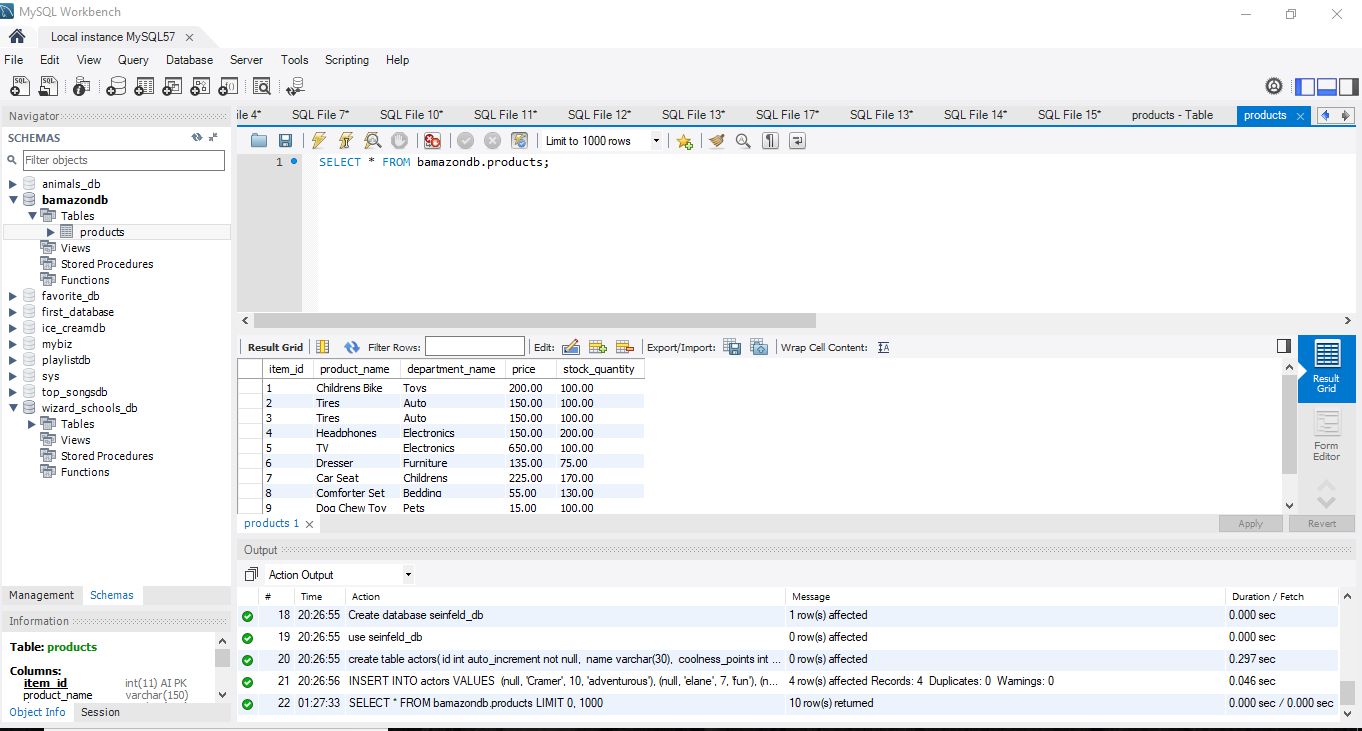 MySQL Workbench
Local instance MySQL57
File Edit View Query Database Server Tools Scripting Help
Navigator
SCHEMAS
Filter objects
animals_db
bamazondb
Tables
products
Views
Stored Procedures
Functions
favorite_db
first_database
ice_creamdb
mybiz
playlistdb
sys
top_songsdb
wizard_schools_db
Tables
Views
Stored Procedures
Functions
Management Schemas
Information
Table: products
Columns:
item_id int(11) AI PK
product_name varchar(150)
Object Info Session
ile 4* SQL File 7* SQL File 10* SQL File 11* SQL File 12* SQL File 13* SQL File 17* SQL File 13* SQL File 14* SQL File 15* products - Table products
Limit to 1000 rows
1 SELECT * FROM bamazondb.products;
Result Grid Filter Rows: Edit: Export/Import: Wrap Cell Content:
item_id product_name department_name price stock_quantity
1 Childrens Bike Toys 200.00 100.00
2 Tires Auto 150.00 100.00
3 Tires Auto 150.00 100.00
4 Headphones Electronics 150.00 200.00
5 TV Electronics 650.00 100.00
6 Dresser Furniture 135.00 75.00
7 Car Seat Childrens 225.00 170.00
8 Comforter Set Bedding 55.00 130.00
9 Dog Chew Toy Pets 15.00 100.00
Result
Grid
Form
Editor
products 1
Apply Revert
Output
Action Output
# Time Action Message Duration / Fetch
18 20:26:55 Create database seinfeld_db 1 row(s) affected 0.000 sec
19 20:26:55 use seinfeld_db 0 row(s) affected 0.000 sec
20 20:26:55 create table actors( id int auto_increment not null, name varchar(30), coolness_points int ... 0 row(s) affected 0.297 sec
21 20:26:56 INSERT INTO actors VALUES (null, 'Cramer', 10, 'adventurous'), (null, 'elane', 7, 'fun'), (n... 4 row(s) affected Records: 4 Duplicates: 0 Warnings: 0 0.046 sec
22 01:27:33 SELECT * FROM bamazondb.products LIMIT 0, 1000 10 row(s) returned 0.000 sec / 0.000 sec